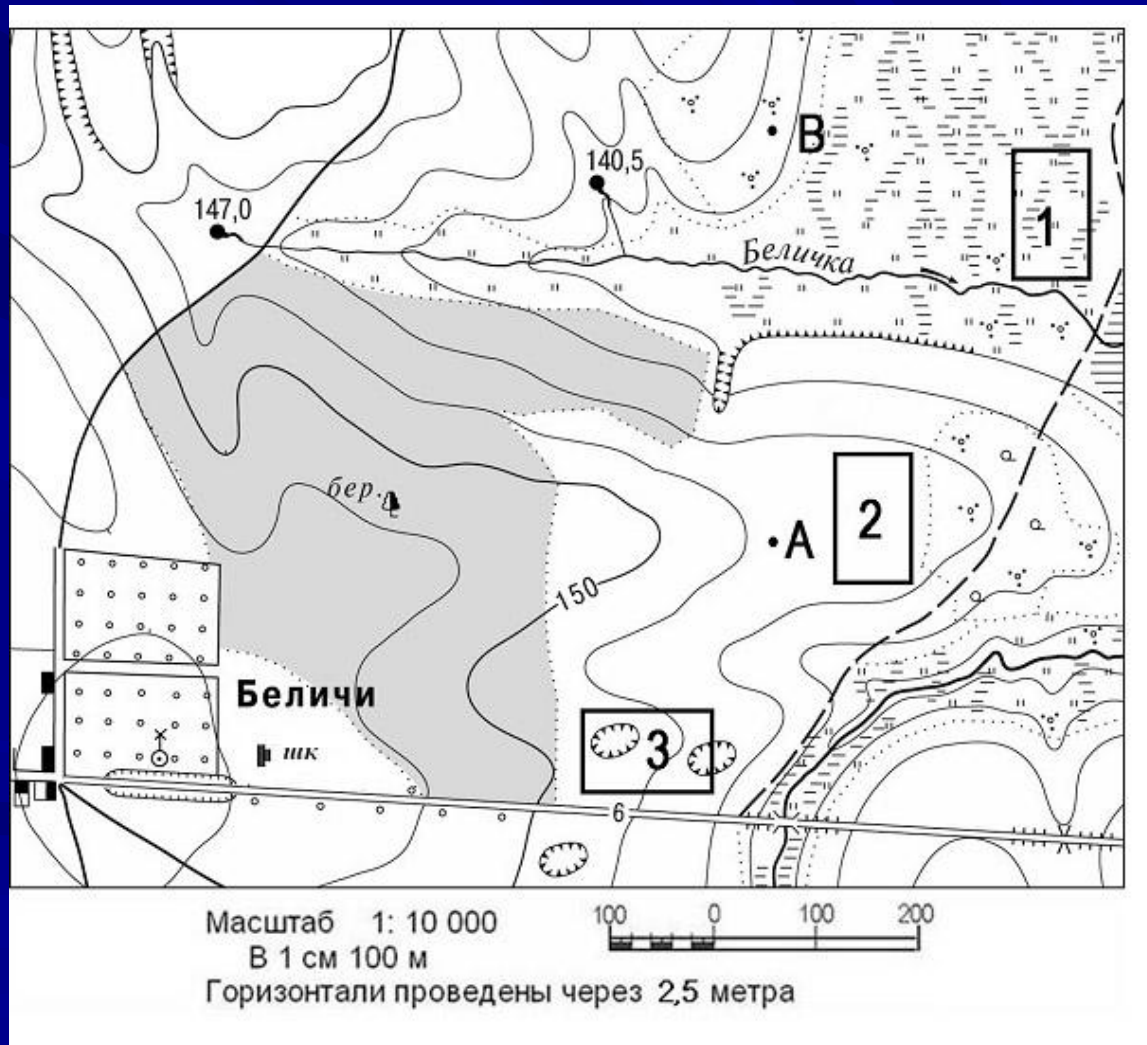 В
140,5
147,0
1
Беличка
бер.
2
А
150
Беличи
3
шк
6
Масштаб 1: 10 000
В 1 см 100 м
100 0 100 200
Горизонтали проведены через 2,5 метра